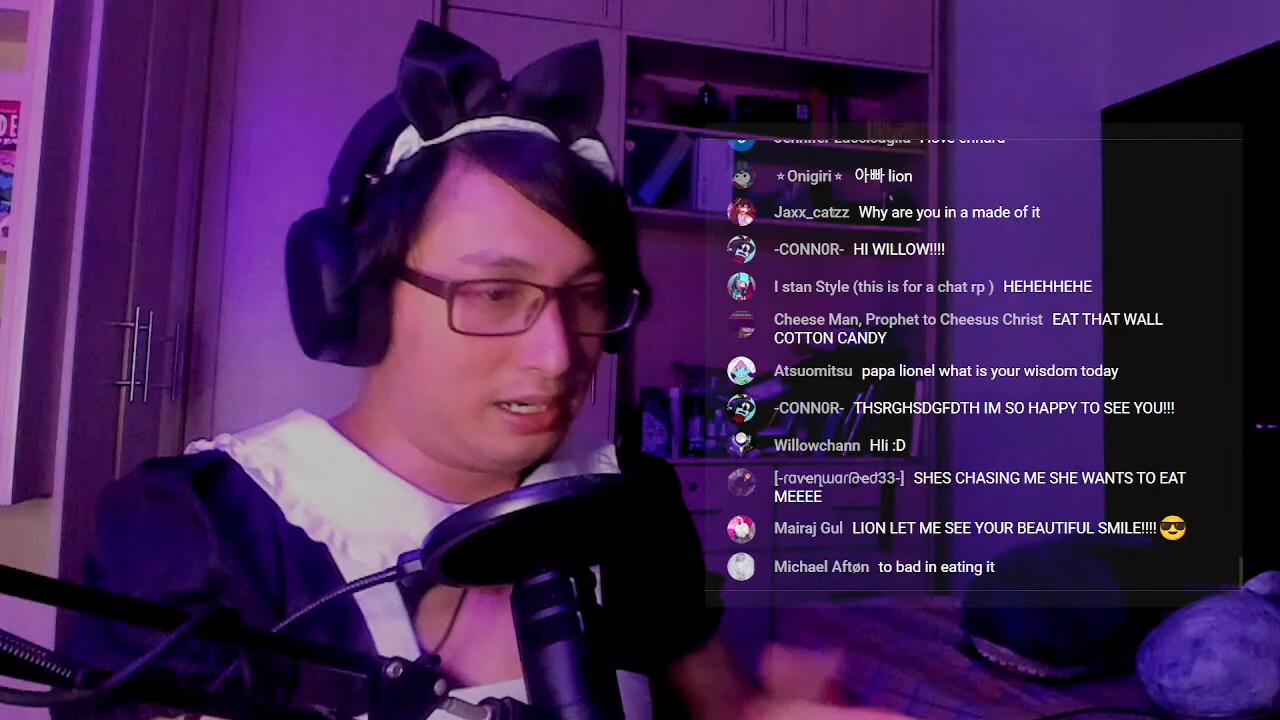 I love ennard
⭐Onigiri⭐ 아빠 lion
Jaxx_catzz Why are you in a made of it
-CONN0R- HI WILLOW!!!!
I stan Style (this is for a chat rp ) HEHEHHEHE
Cheese Man, Prophet to Cheesus Christ EAT THAT WALL
COTTON CANDY
Atsuomitsu papa lionel what is your wisdom today
-CONN0R- THSRGHSDGFDTH IM SO HAPPY TO SEE YOU!!!
Willowchann HIi :D
SHES CHASING ME SHE WANTS TO EAT
MEEEE
Mairaj Gul LION LET ME SEE YOUR BEAUTIFUL SMILE!!!!😎
Michael Aftøn to bad in eating it